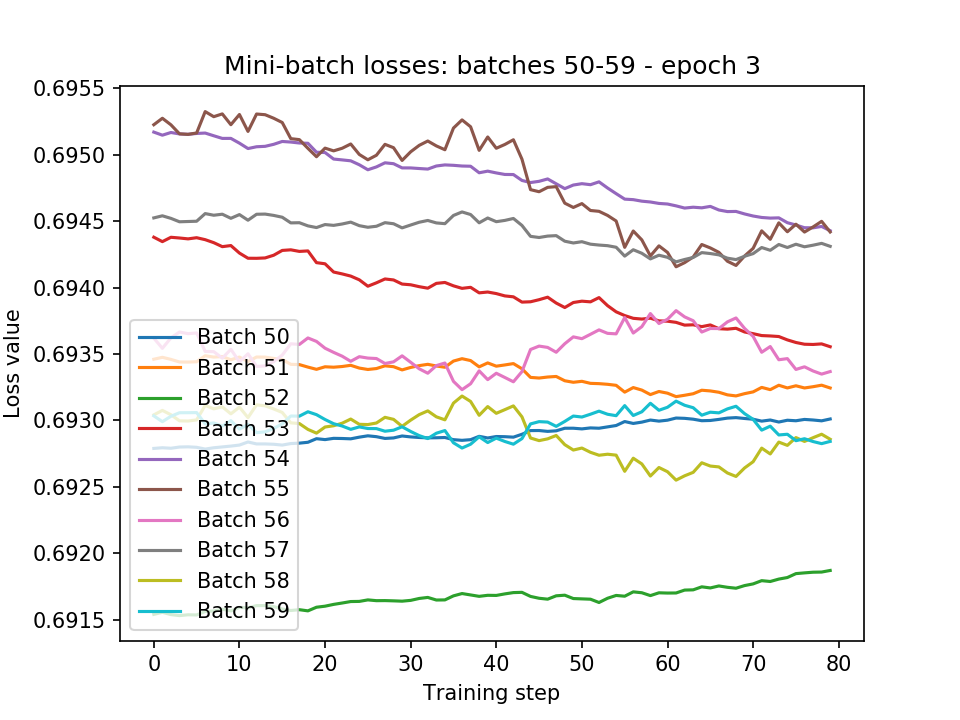 Mini-batch losses: batches 50-59 - epoch 3
Loss value
0.6955
0.6950
0.6945
0.6940
0.6935
0.6930
0.6925
0.6920
0.6915
Batch 50
Batch 51
Batch 52
Batch 53
Batch 54
Batch 55
Batch 56
Batch 57
Batch 58
Batch 59
0 10 20 30 40 50 60 70 80
Training step